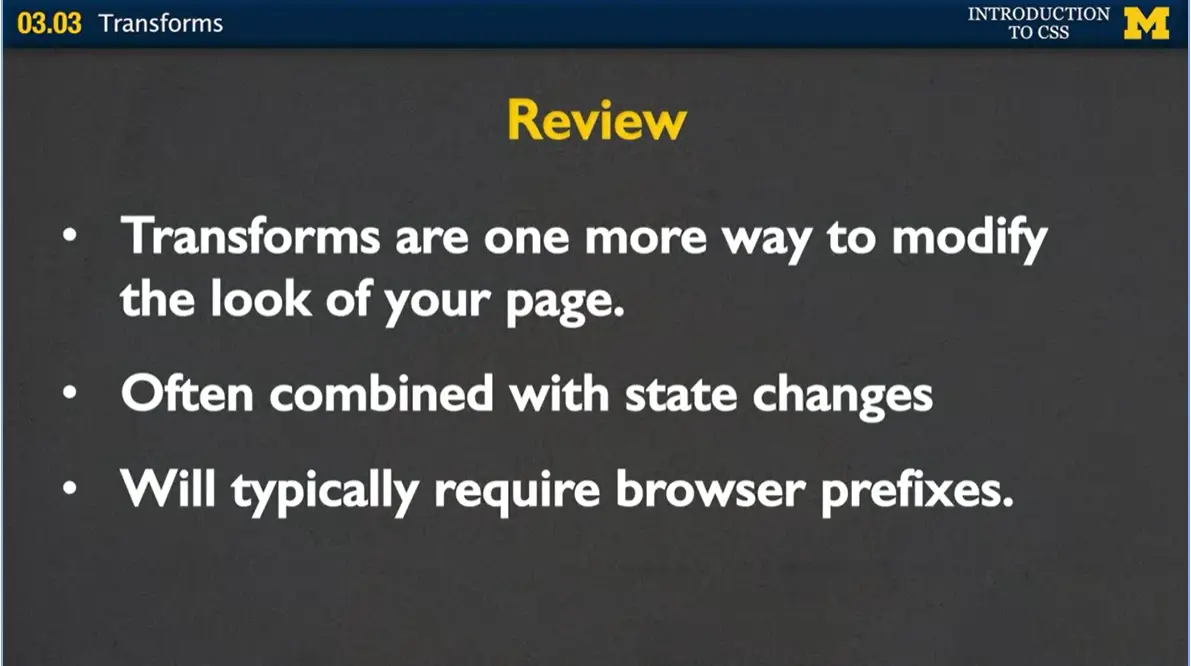 03.03 Transforms
INTRODUCTION
TO CSS
M
Review
• Transforms are one more way to modify
the look of your page.
• Often combined with state changes
• Will typically require browser prefixes.